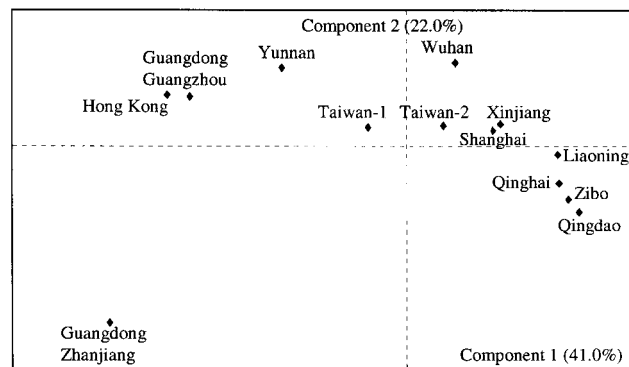 Component 2 (22.0%)
Guangdong
Guangzhou
Yunnan
Wuhan
Hong Kong
Taiwan-1
Taiwan-2
Xinjiang
Shanghai
Liaoning
Qinghai
Zibo
Qingdao
Guangdong
Zhanjiang
Component 1 (41.0%)